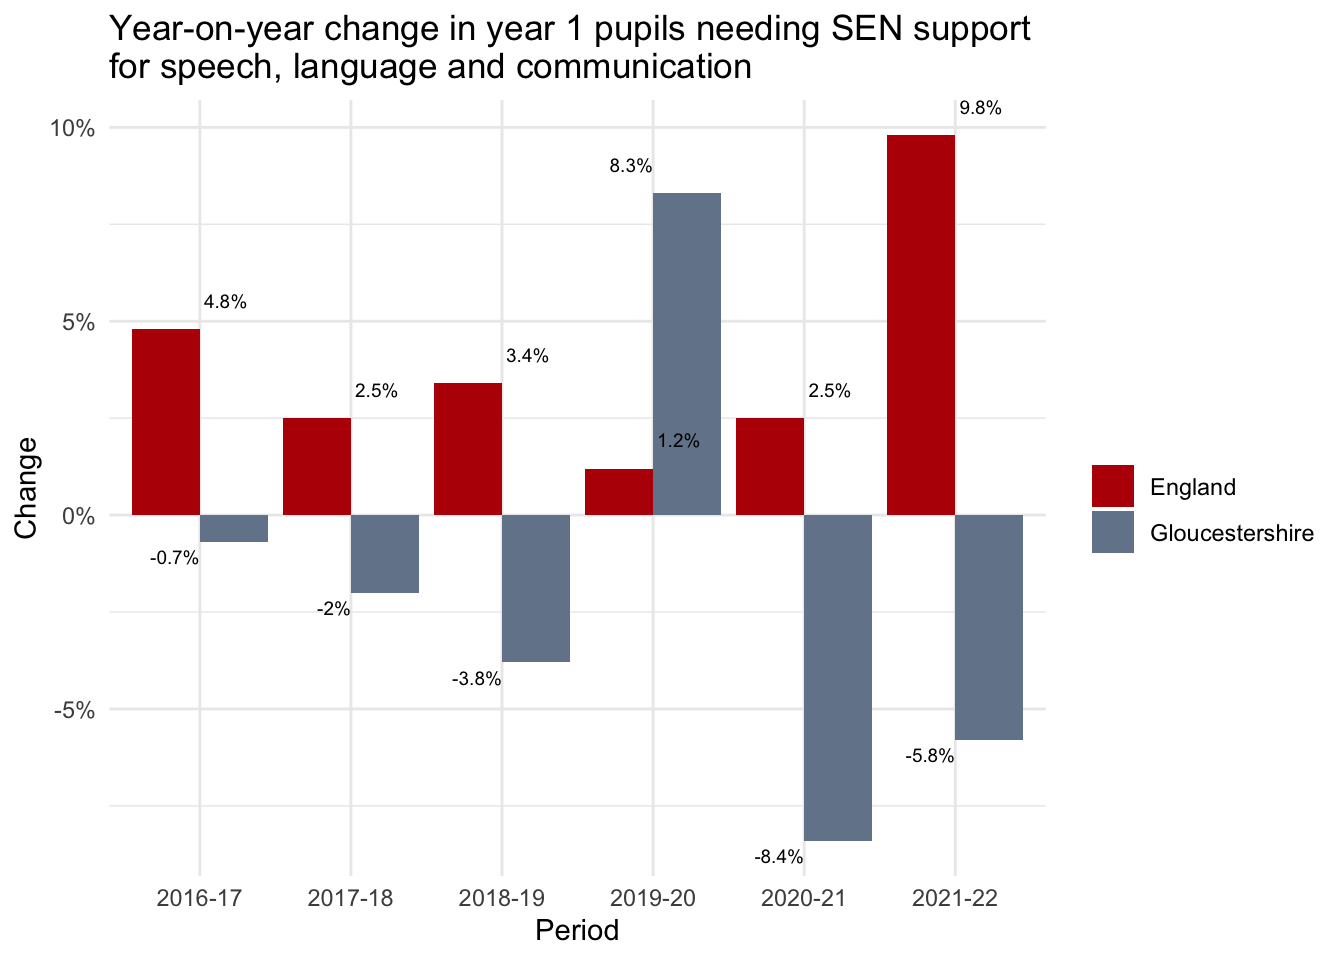 Year-on-year change in year 1 pupils needing SEN support
for speech, language and communication
9.8%
10%
8.3%
4.8%
5%
3.4%
2.5%
2.5%
1.2%
Change
England
0%
Gloucestershire
-0.7%
-2%
-3.8%
-5%
-5.8%
-8.4%
2016-17 2017-18 2018-19 2019-20 2020-21 2021-22
Period